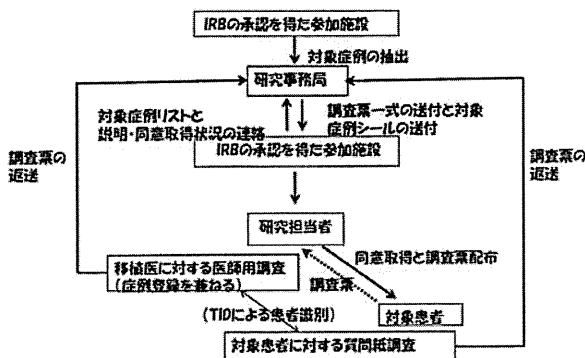 IRBの承認を得た参加施設
対象症例の抽出
研究事務局
対象症例リストと
説明・同意取得状況の連絡
調査票一式の送付と対象
症例シールの送付
IRBの承認を得た参加施設
調査票の
返送
調査票の
返送
研究担当者
同意取得と調査票配布
調査票
移植医に対する医師用調査
(症例登録を兼ねる)
対象患者
(TIDによる患者識別)
対象患者に対する質問紙調査